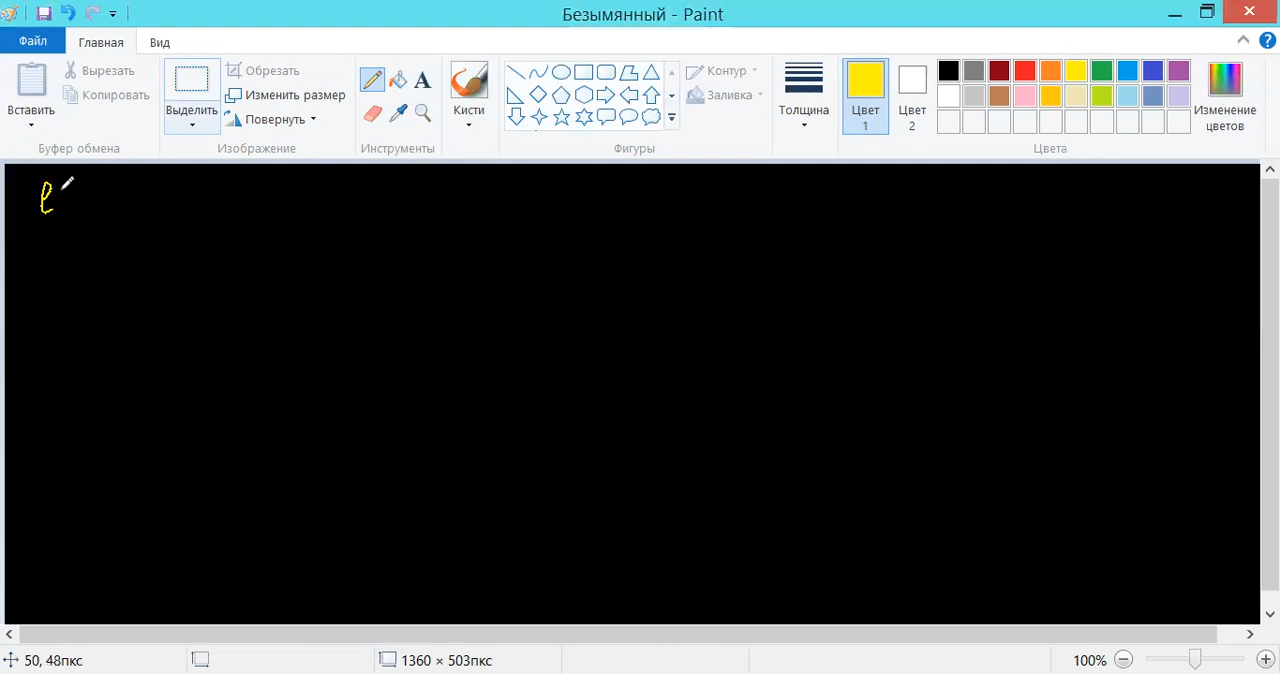 Безымянный - Paint
Файл Главная Вид
Вырезать Обрезать Контур
Копировать Изменить размер Заливка
Вставить Выделить Повернуть Кисти Толщина Цвет 1 Цвет 2 Изменение цветов
Буфер обмена Изображение Инструменты Фигуры Цвета
ℓ
50, 48пкс 1360 × 503пкс 100%